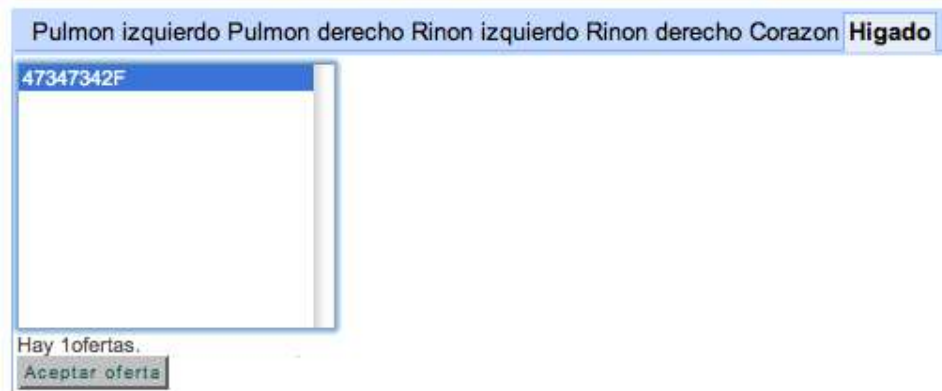 Pulmon izquierdo Pulmon derecho Rinon izquierdo Rinon derecho Corazon Higado
47347342F
Hay 1ofertas.
Aceptar oferta